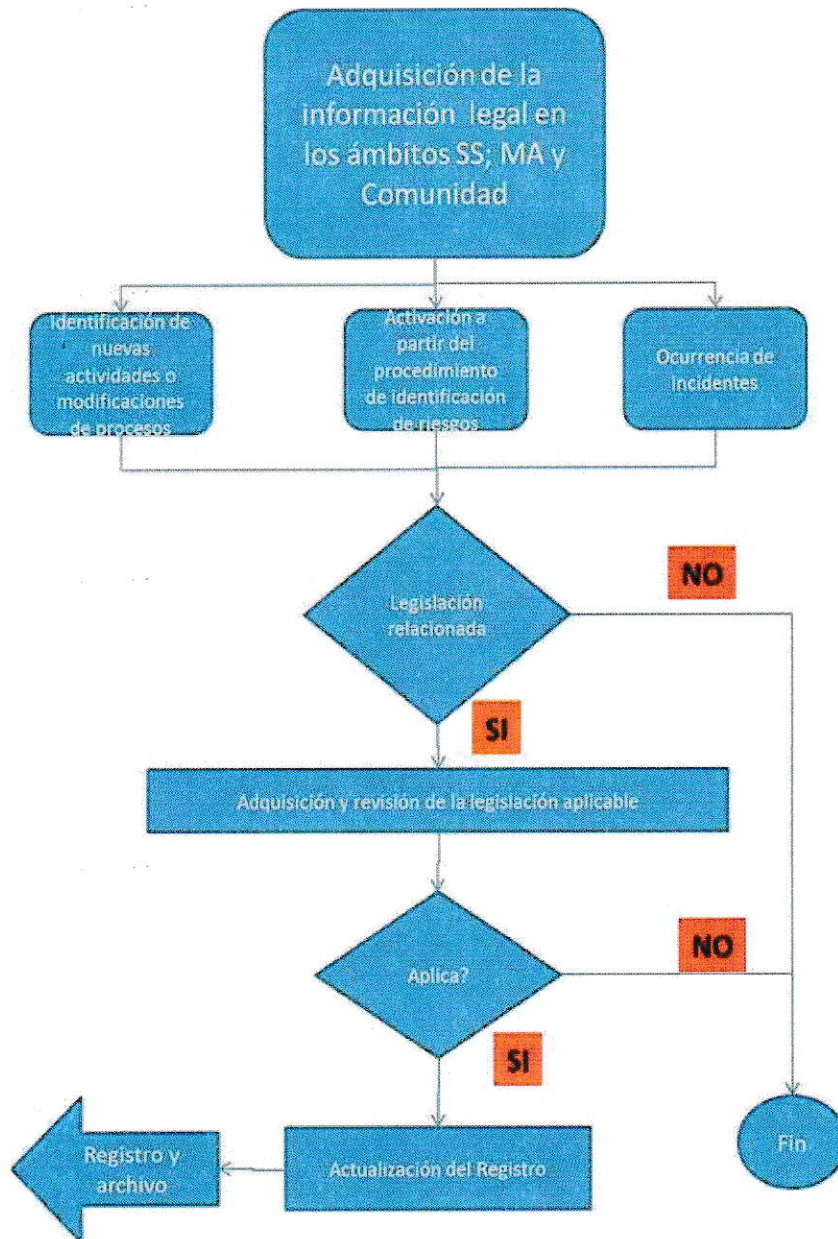 Adquisición de la
información legal en
los ámbitos SS; MA y
Comunidad
Identificación de
nuevas
actividades o
modificaciones
de procesos
Activación a
partir del
procedimiento
de identificación
de riesgos
Ocurrencia de
Incidentes
Legislación
relacionada
NO
SI
Adquisición y revisión de la legislación aplicable
Aplica?
NO
SI
Registro y
archivo
Actualización del Registro
Fin